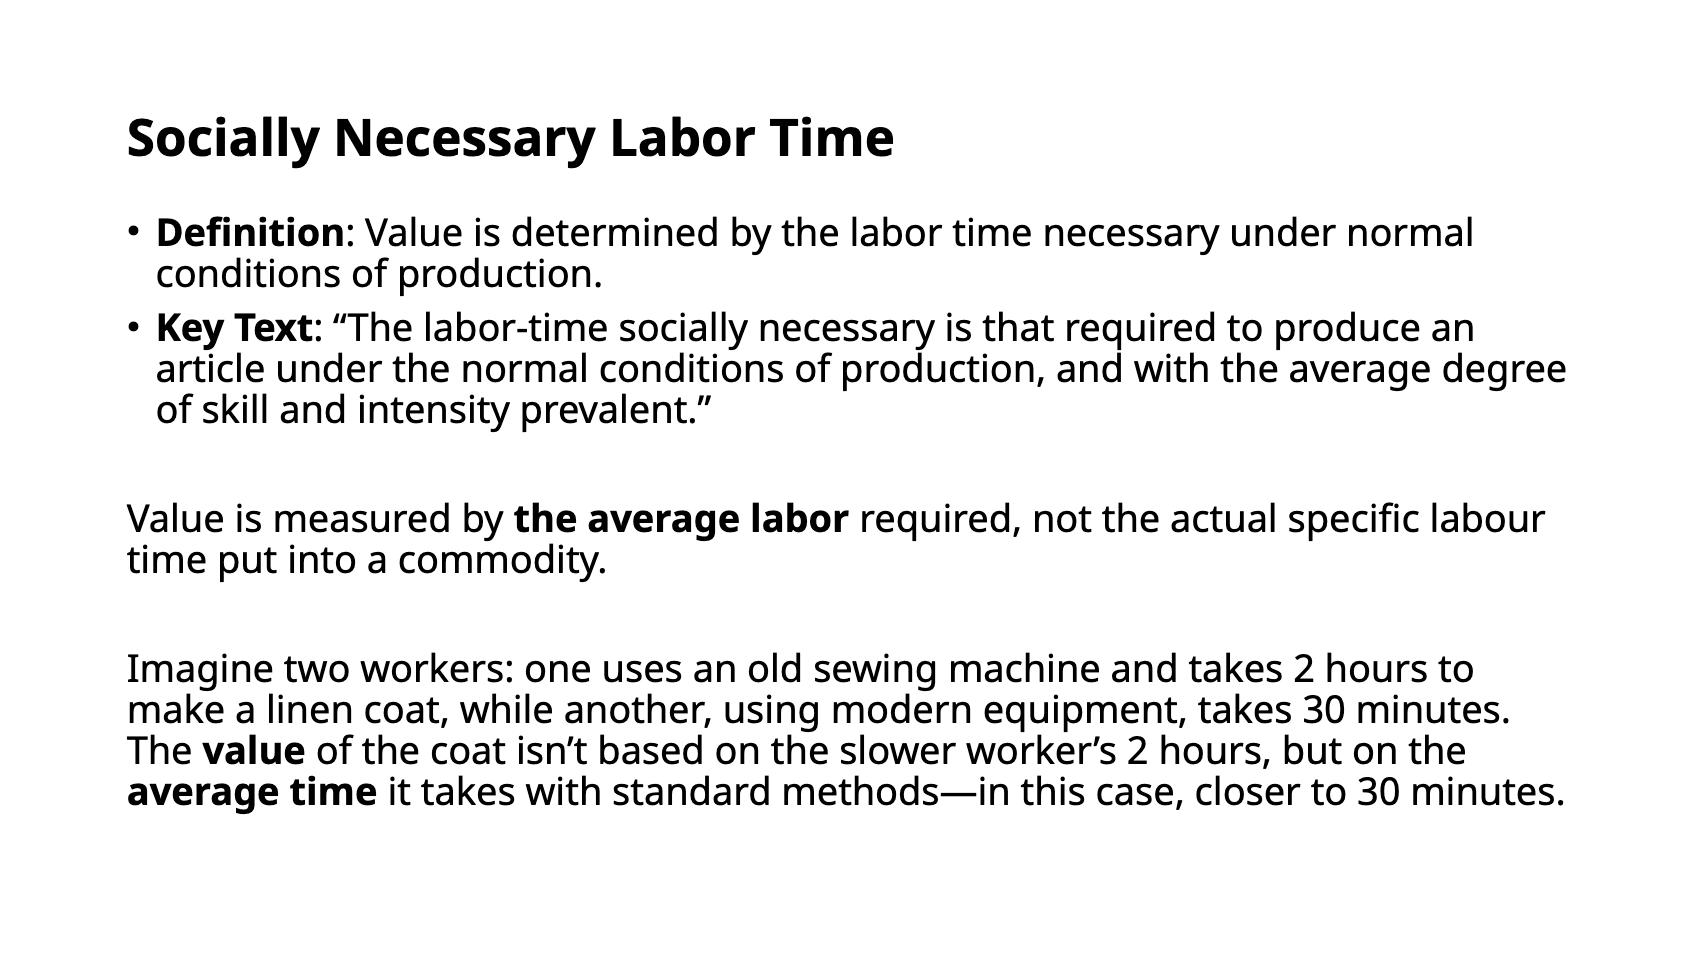 Socially Necessary Labor Time
• Definition: Value is determined by the labor time necessary under normal
conditions of production.
• Key Text: “The labor-time socially necessary is that required to produce an
article under the normal conditions of production, and with the average degree
of skill and intensity prevalent.”
Value is measured by the average labor required, not the actual specific labour
time put into a commodity.
Imagine two workers: one uses an old sewing machine and takes 2 hours to
make a linen coat, while another, using modern equipment, takes 30 minutes.
The value of the coat isn’t based on the slower worker’s 2 hours, but on the
average time it takes with standard methods—in this case, closer to 30 minutes.